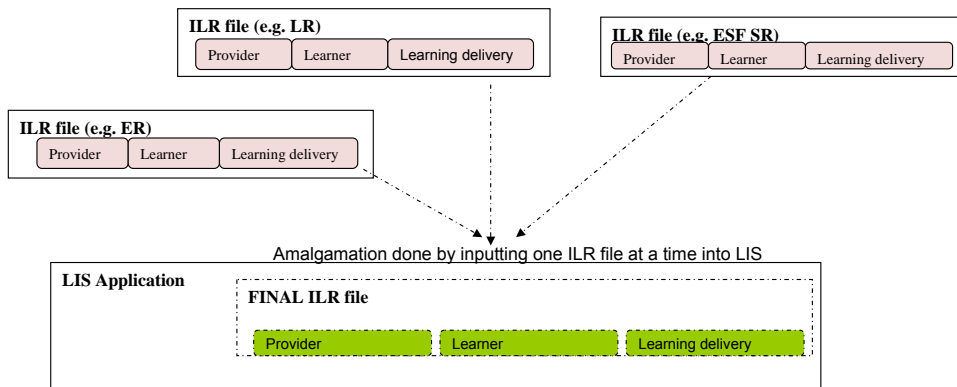 ILR file (e.g. LR)
Provider Learner Learning delivery
ILR file (e.g. ESF SR)
Provider Learner Learning delivery
ILR file (e.g. ER)
Provider Learner Learning delivery
Amalgamation done by inputting one ILR file at a time into LIS
LIS Application
FINAL ILR file
Provider Learner Learning delivery